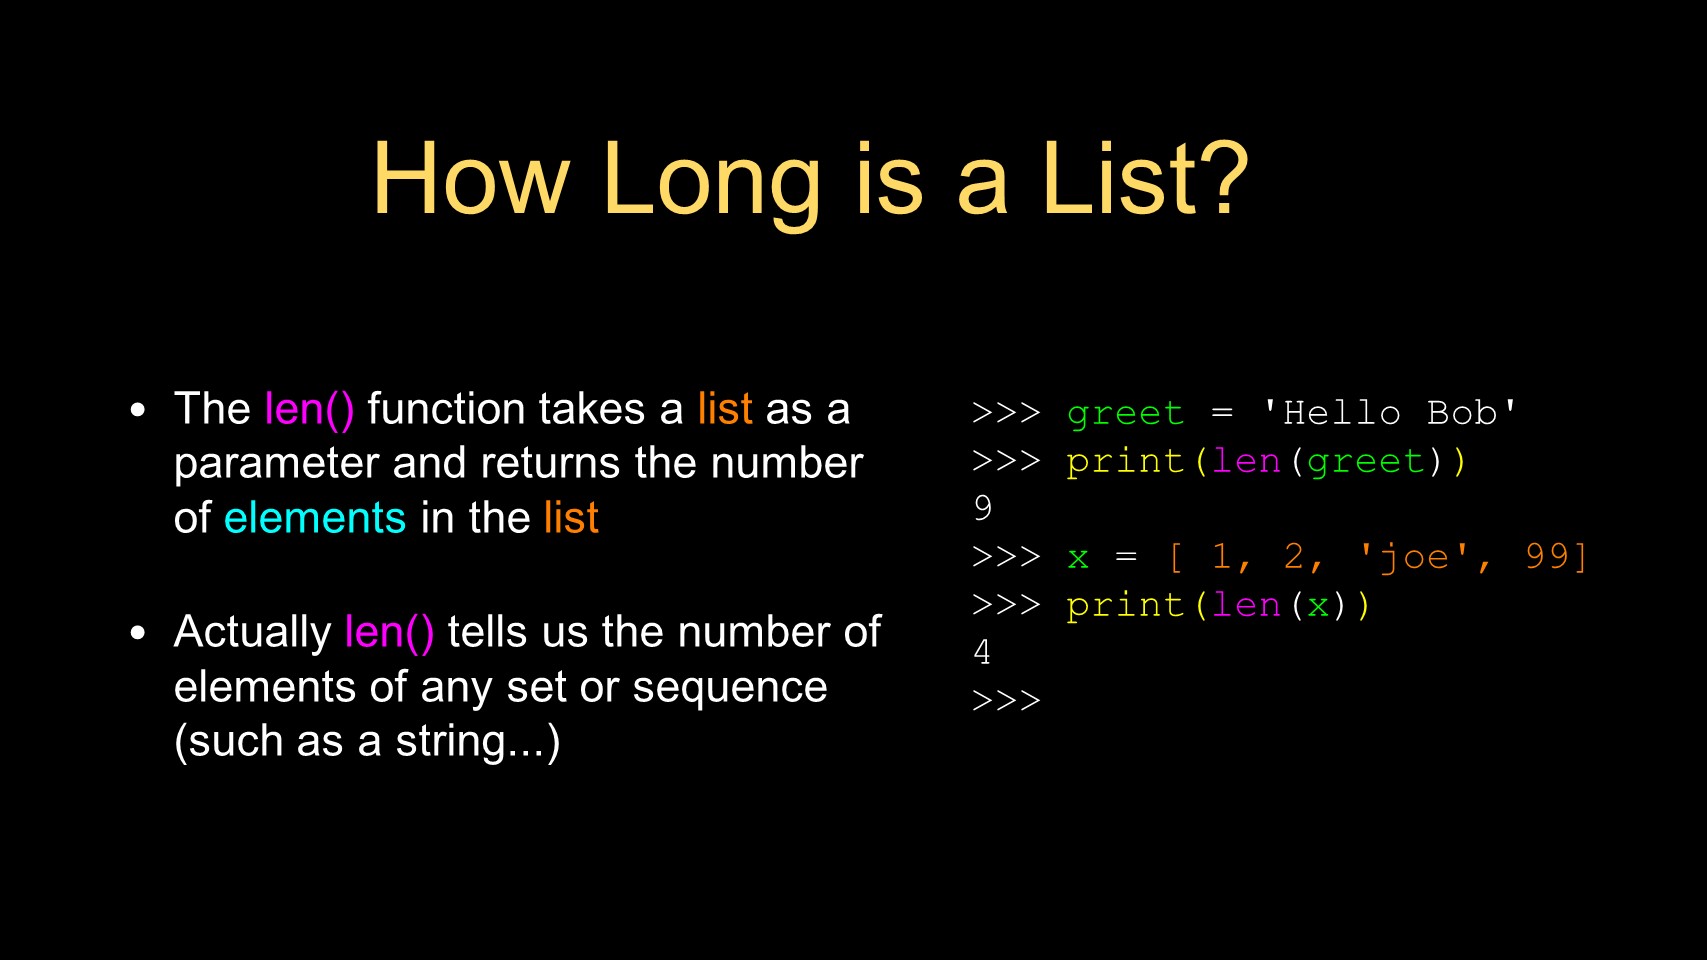 How Long is a List?
• The len() function takes a list as a
parameter and returns the number
of elements in the list
• Actually len() tells us the number of
elements of any set or sequence
(such as a string...)
>>> greet = 'Hello Bob'
>>> print(len(greet))
9
>>> x = [ 1, 2, 'joe', 99]
>>> print(len(x))
4
>>>